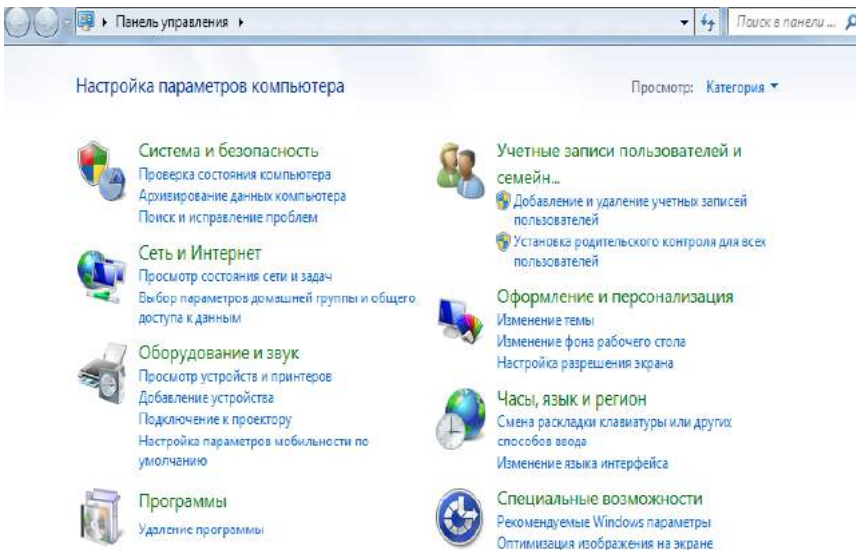 Панель управления
Поиск в панели ...
Настройка параметров компьютера
Просмотр: Категория
Система и безопасность
Проверка состояния компьютера
Архивирование данных компьютера
Поиск и исправление проблем
Сеть и Интернет
Просмотр состояния сети и задач
Выбор параметров домашней группы и общего
доступа к данным
Оборудование и звук
Просмотр устройств и принтеров
Добавление устройства
Подключение к проектору
Настройка параметров мобильности по
умолчанию
Программы
Удаление программы
Учетные записи пользователей и
семейн...
Добавление и удаление учетных записей
пользователей
Установка родительского контроля для всех
пользователей
Оформление и персонализация
Изменение темы
Изменение фона рабочего стола
Настройка разрешения экрана
Часы, язык и регион
Смена раскладки клавиатуры или других
способов ввода
Изменение языка интерфейса
Специальные возможности
Рекомендуемые Windows параметры
Оптимизация изображения на экране